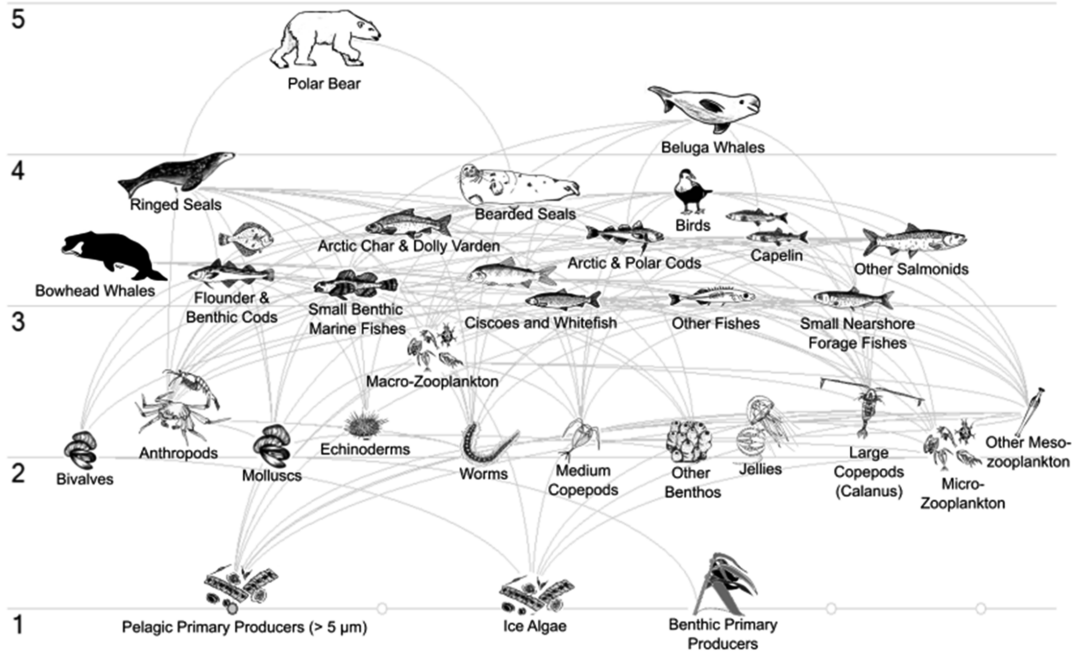 5
Polar Bear
Beluga Whales
4
Ringed Seals
Bearded Seals
Birds
Arctic Char & Dolly Varden
Arctic & Polar Cods
Capelin
Other Salmonids
Bowhead Whales
Flounder &
Benthic Cods
Small Benthic
Marine Fishes
Ciscoes and Whitefish
Other Fishes
Small Nearshore
Forage Fishes
3
Macro-Zooplankton
Anthropods
Echinoderms
Bivalves
Molluscs
Worms
Medium
Copepods
Other
Benthos
Jellies
Large
Copepods
(Calanus)
Micro-
Zooplankton
Other Meso-
zooplankton
2
1
Pelagic Primary Producers (> 5 µm)
Ice Algae
Benthic Primary
Producers